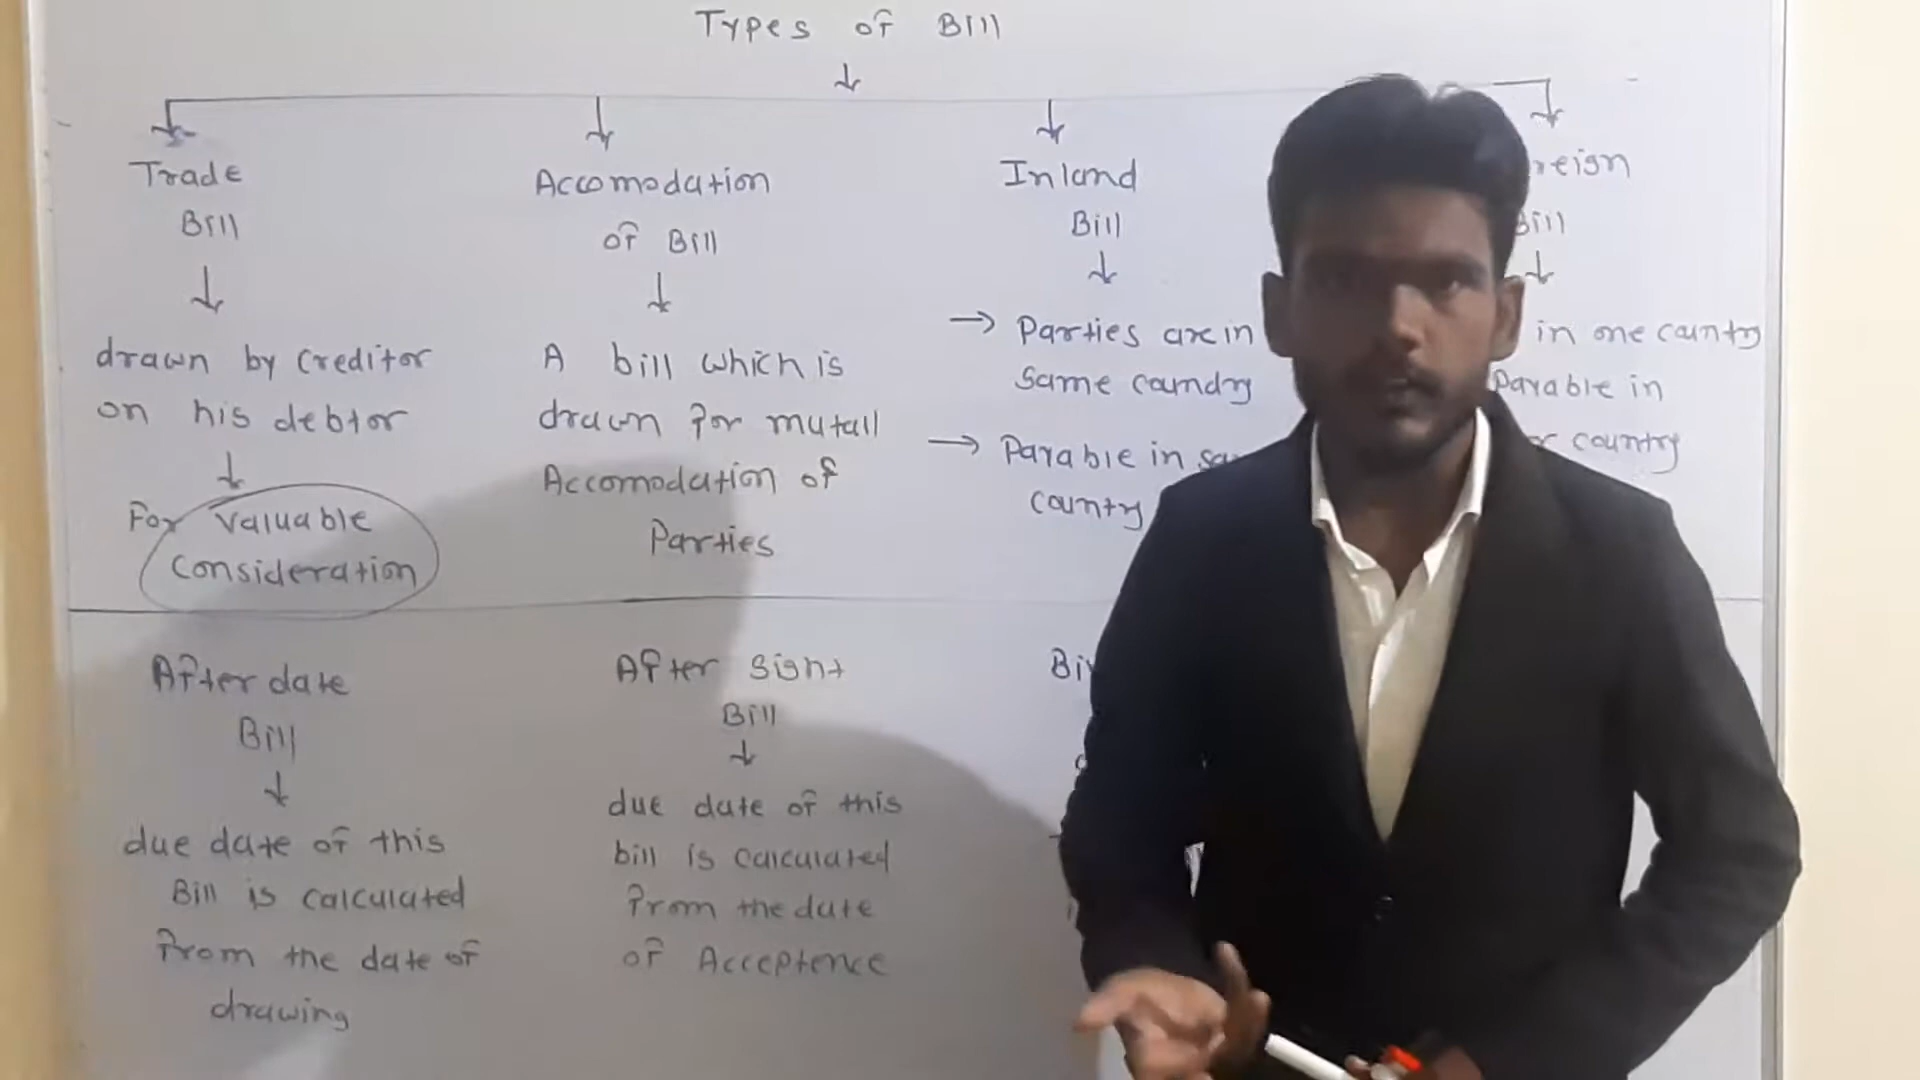 Types of Bill
Trade
Bill
drawn by creditor
on his debtor
For Valuable
Consideration
Accomodation
of Bill
A bill which is
drawn for mutall
Accomodation of
Parties
Inland
Bill
→ Parties are in
same coundry
→ Payable in
country
Bill
in one country
Payable in
country
After date
Bill
due date of this
Bill is calculated
from the date of
drawing
After sight
Bill
due date of this
bill is calculated
from the date
of Acceptence